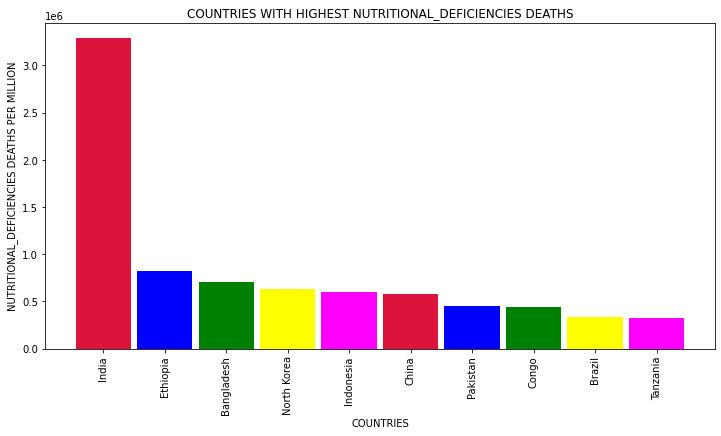 COUNTRIES WITH HIGHEST NUTRITIONAL_DEFICIENCIES DEATHS
1e6
NUTRITIONAL_DEFICIENCIES DEATHS PER MILLION
3.0
2.5
2.0
1.5
1.0
0.5
0.0
India
Ethiopia
Bangladesh
North Korea
Indonesia
China
Pakistan
Congo
Brazil
Tanzania
COUNTRIES